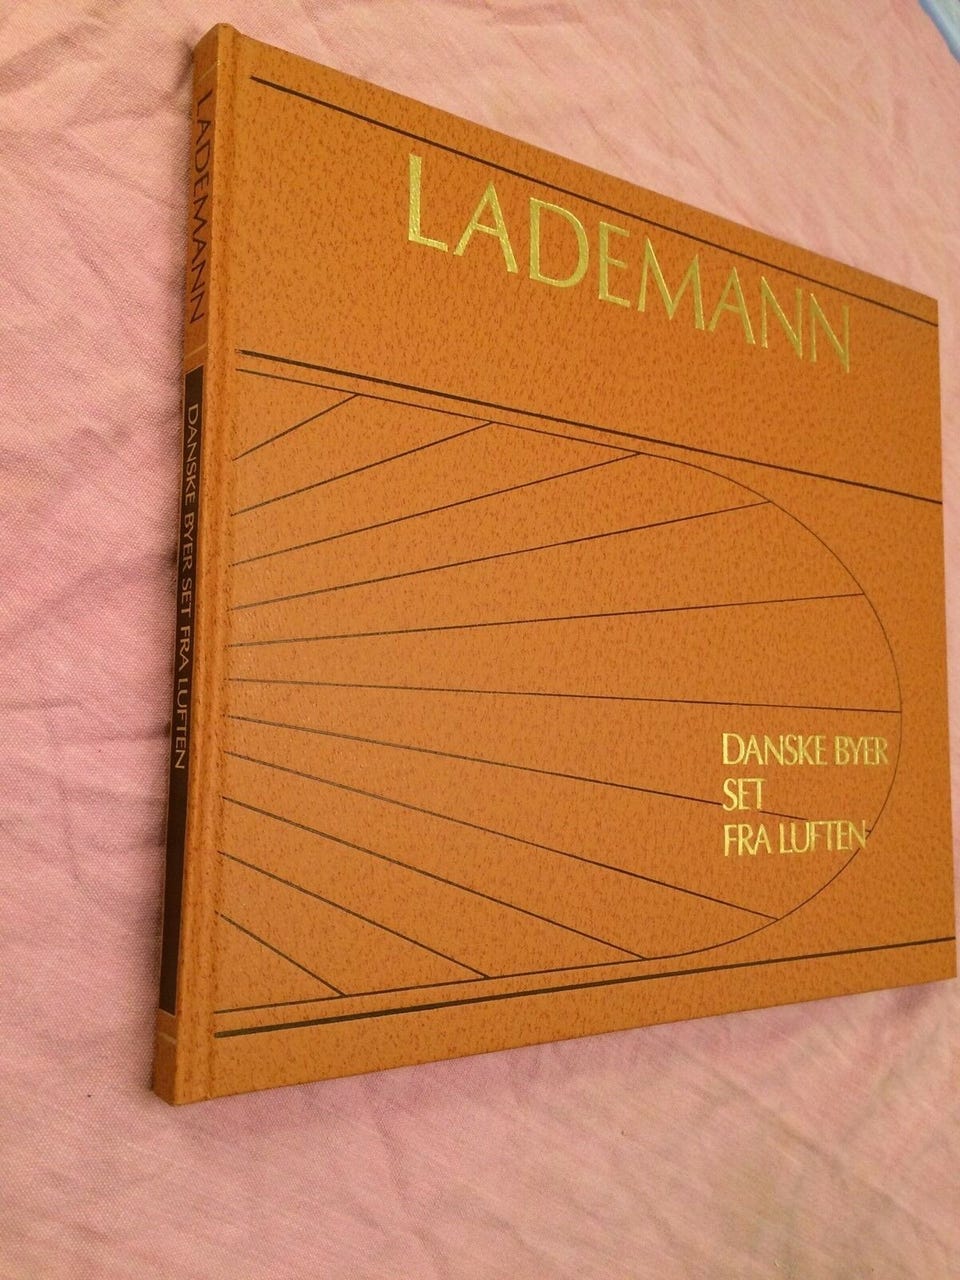 LADEMANN
DANSKE BYER
SET
FRA LUFTEN
LADEMANN
DANSKE BYER SET FRA LUFTEN